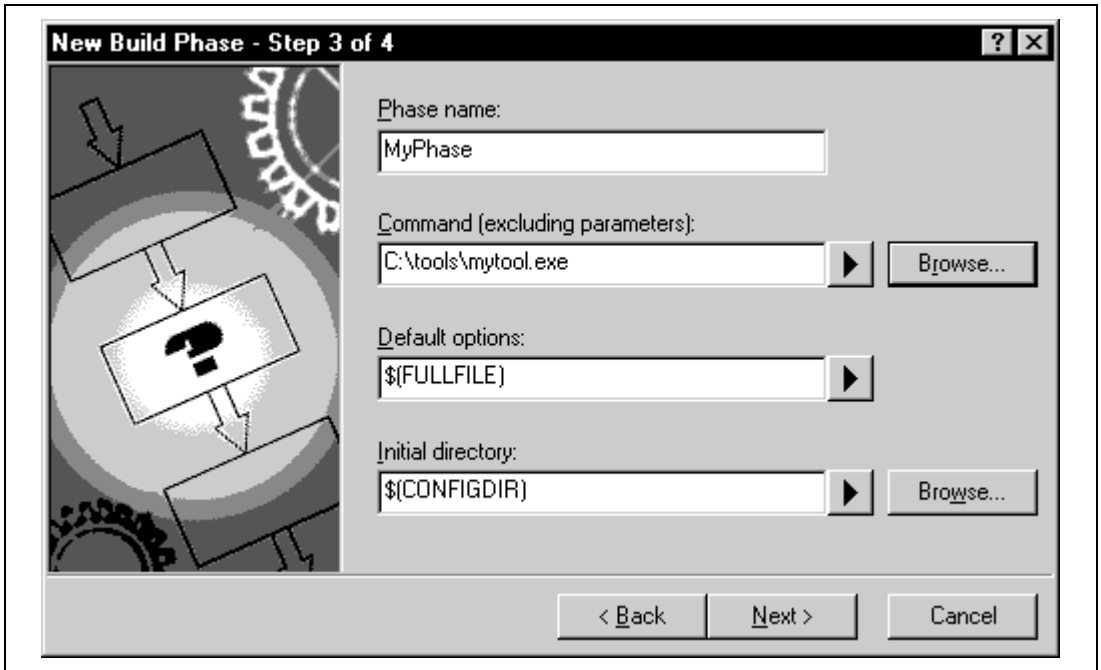 New Build Phase - Step 3 of 4
Phase name:
MyPhase
Command (excluding parameters):
C:\tools\mytool.exe
Browse...
Default options:
$(FULLFILE)
Initial directory:
$(CONFIGDIR)
Browse...
< Back
Next >
Cancel